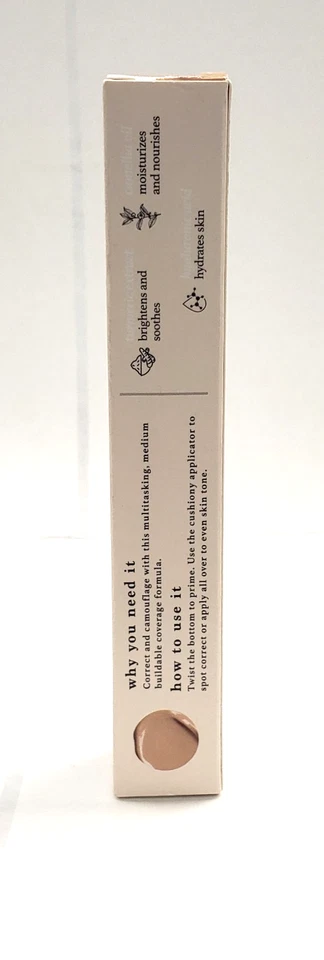 why you need it
Correct and camouflage with this multitasking, medium
buildable coverage formula.
how to use it
Twist the bottom to prime. Use the cushiony applicator to
spot correct or apply all over to even skin tone.
brightens and
soothes
moisturizes
and nourishes
hydrates skin